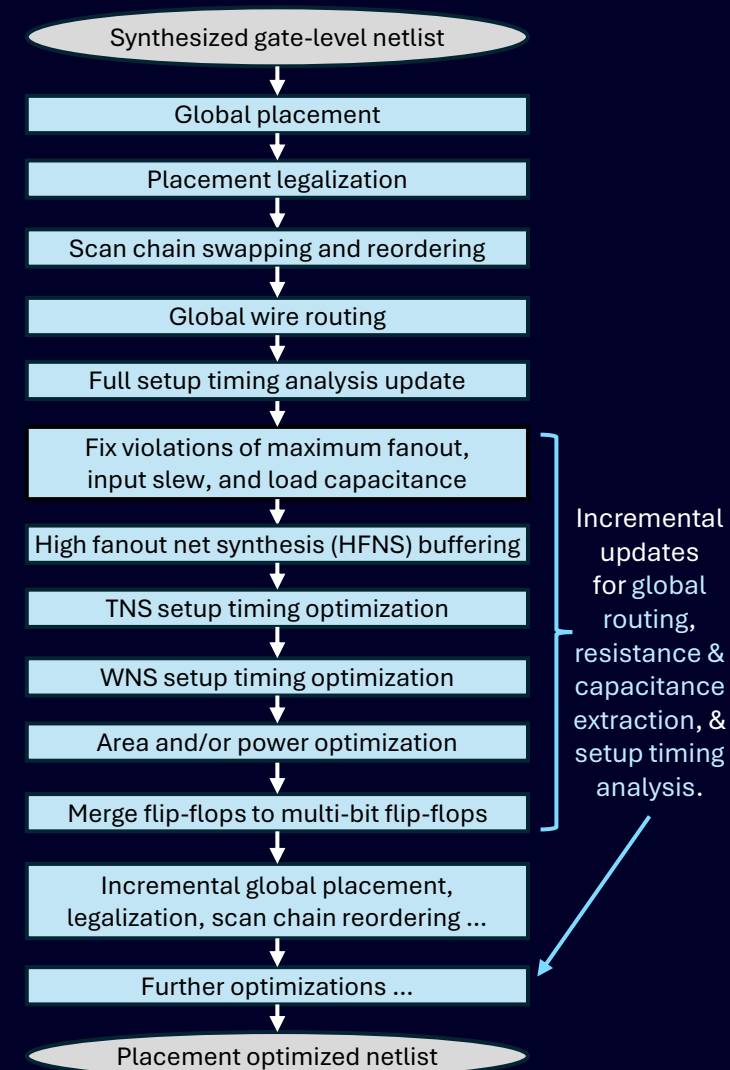 Synthesized gate-level netlist
Global placement
Placement legalization
Scan chain swapping and reordering
Global wire routing
Full setup timing analysis update
Fix violations of maximum fanout,
input slew, and load capacitance
High fanout net synthesis (HFNS) buffering
TNS setup timing optimization
WNS setup timing optimization
Area and/or power optimization
Merge flip-flops to multi-bit flip-flops
Incremental global placement,
legalization, scan chain reordering ...
Further optimizations ...
Placement optimized netlist
Incremental
updates
for global
routing,
resistance &
capacitance
extraction, &
setup timing
analysis.